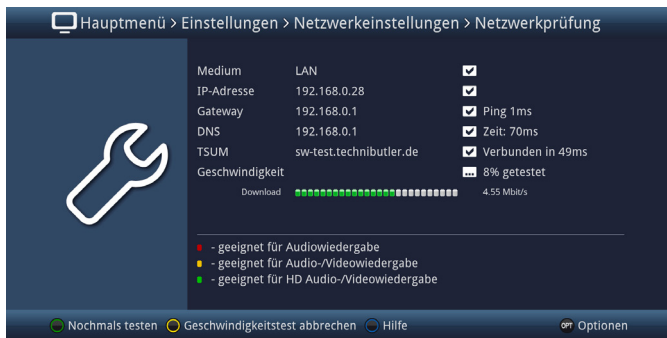 Hauptmenü > Einstellungen > Netzwerkeinstellungen > Netzwerkprüfung
Medium LAN
IP-Adresse 192.168.0.28
Gateway 192.168.0.1 Ping 1ms
DNS 192.168.0.1 Zeit: 70ms
TSUM sw-test.technibutler.de Verbunden in 49ms
Geschwindigkeit ... 8% getestet
Download 4.55 Mbit/s
- geeignet für Audiowiedergabe
- geeignet für Audio-/Videowiedergabe
- geeignet für HD Audio-/Videowiedergabe
Nochmals testen Geschwindigkeitstest abbrechen Hilfe OPT Optionen